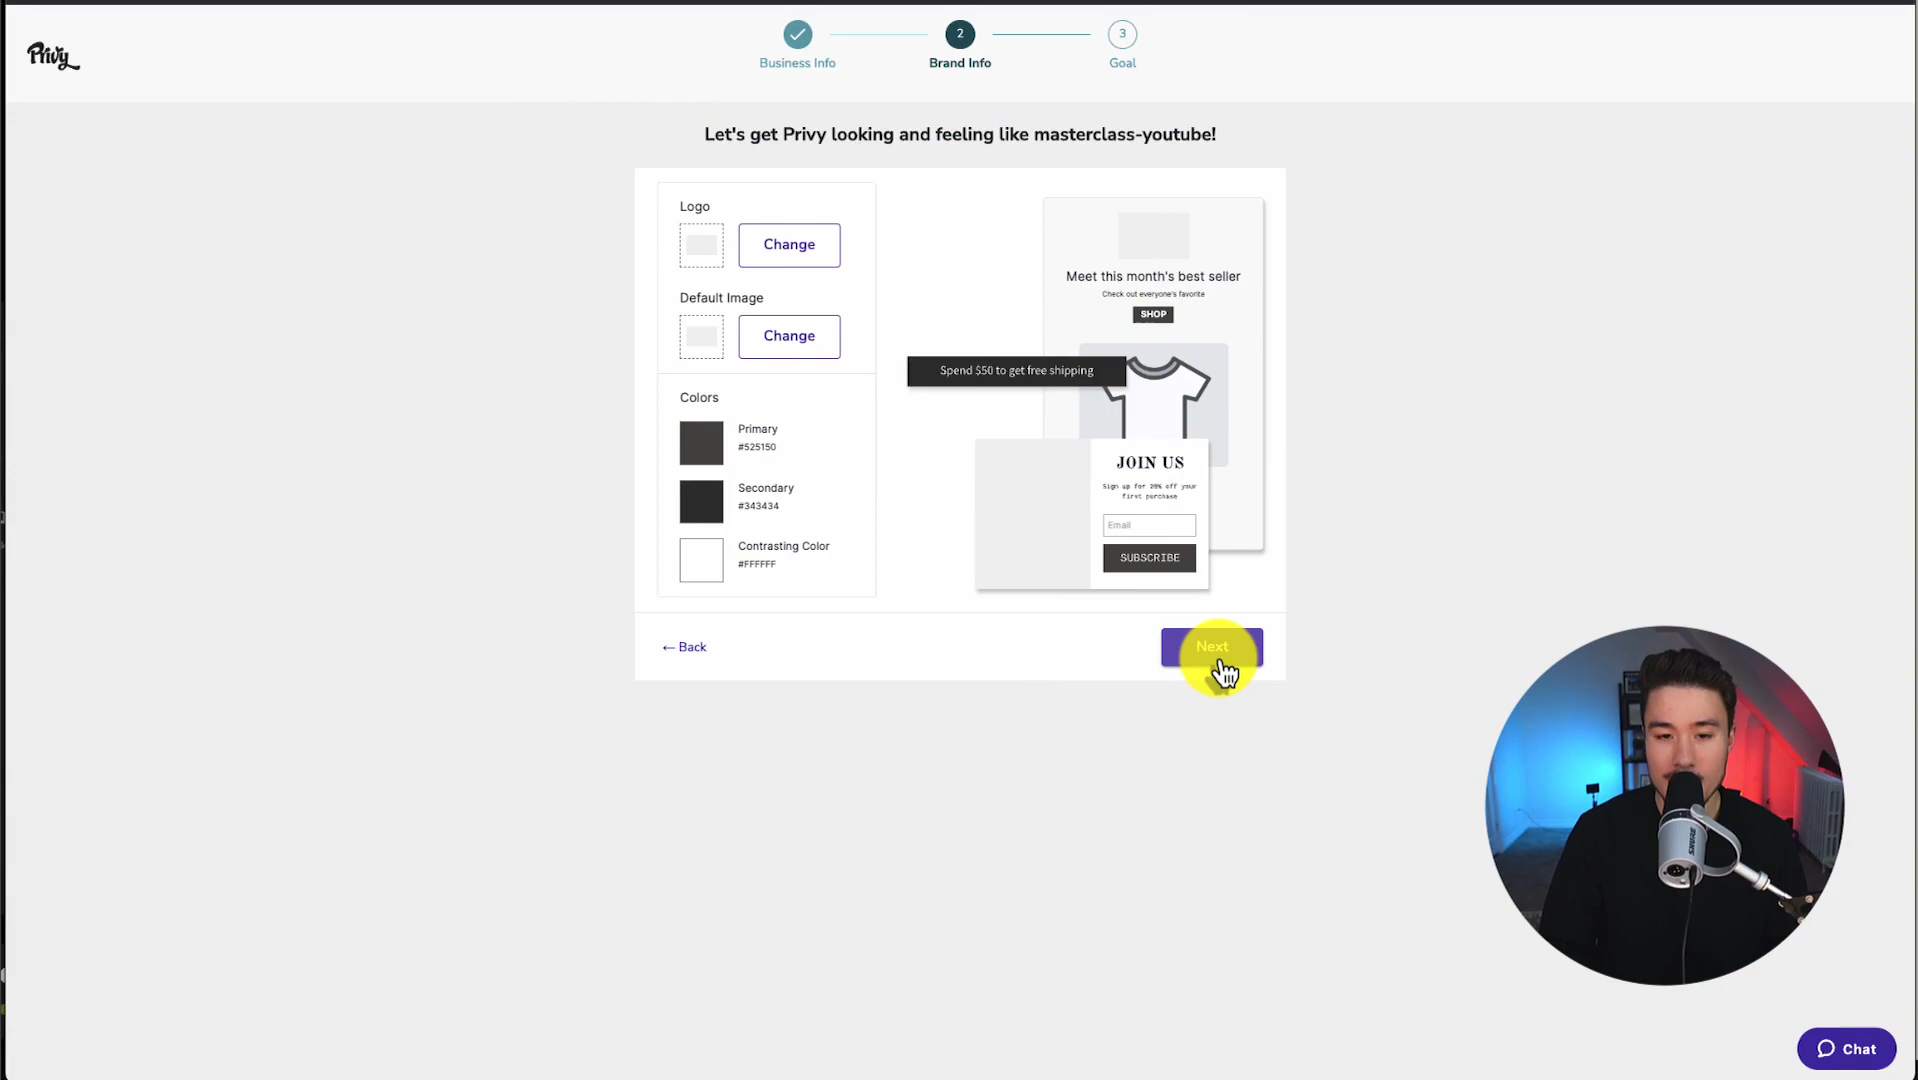 Privy
2
3
Business Info
Brand Info
Goal
Let's get Privy looking and feeling like masterclass-youtube!
Logo
Change
Default Image
Change
Colors
Primary
#525150
Secondary
#343434
Contrasting Color
#FFFFFF
Meet this month's best seller
Check out everyone's favorite
SHOP
Spend $50 to get free shipping
JOIN US
Sign up for 20% off your
first purchase
Email
SUBSCRIBE
← Back
Next
SHURE
Chat